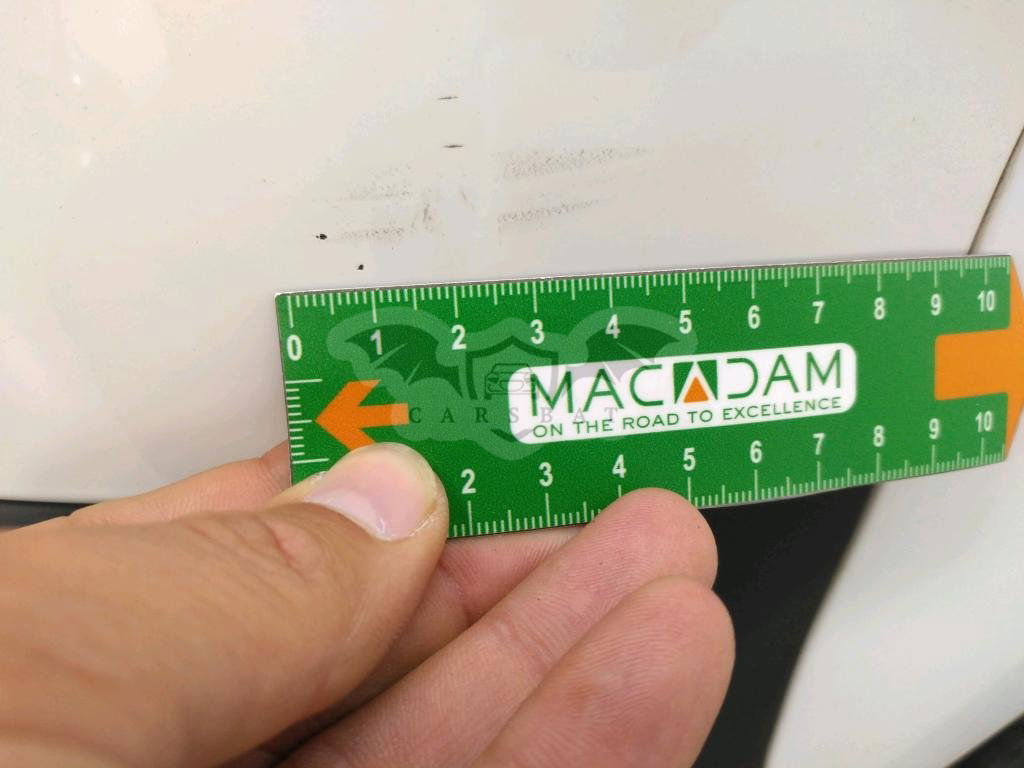 0 1 2 3 4 5 6 7 8 9 10
MACADAM
ON THE ROAD TO EXCELLENCE
CARSBAT
2 3 4 5 6 7 8 9 10